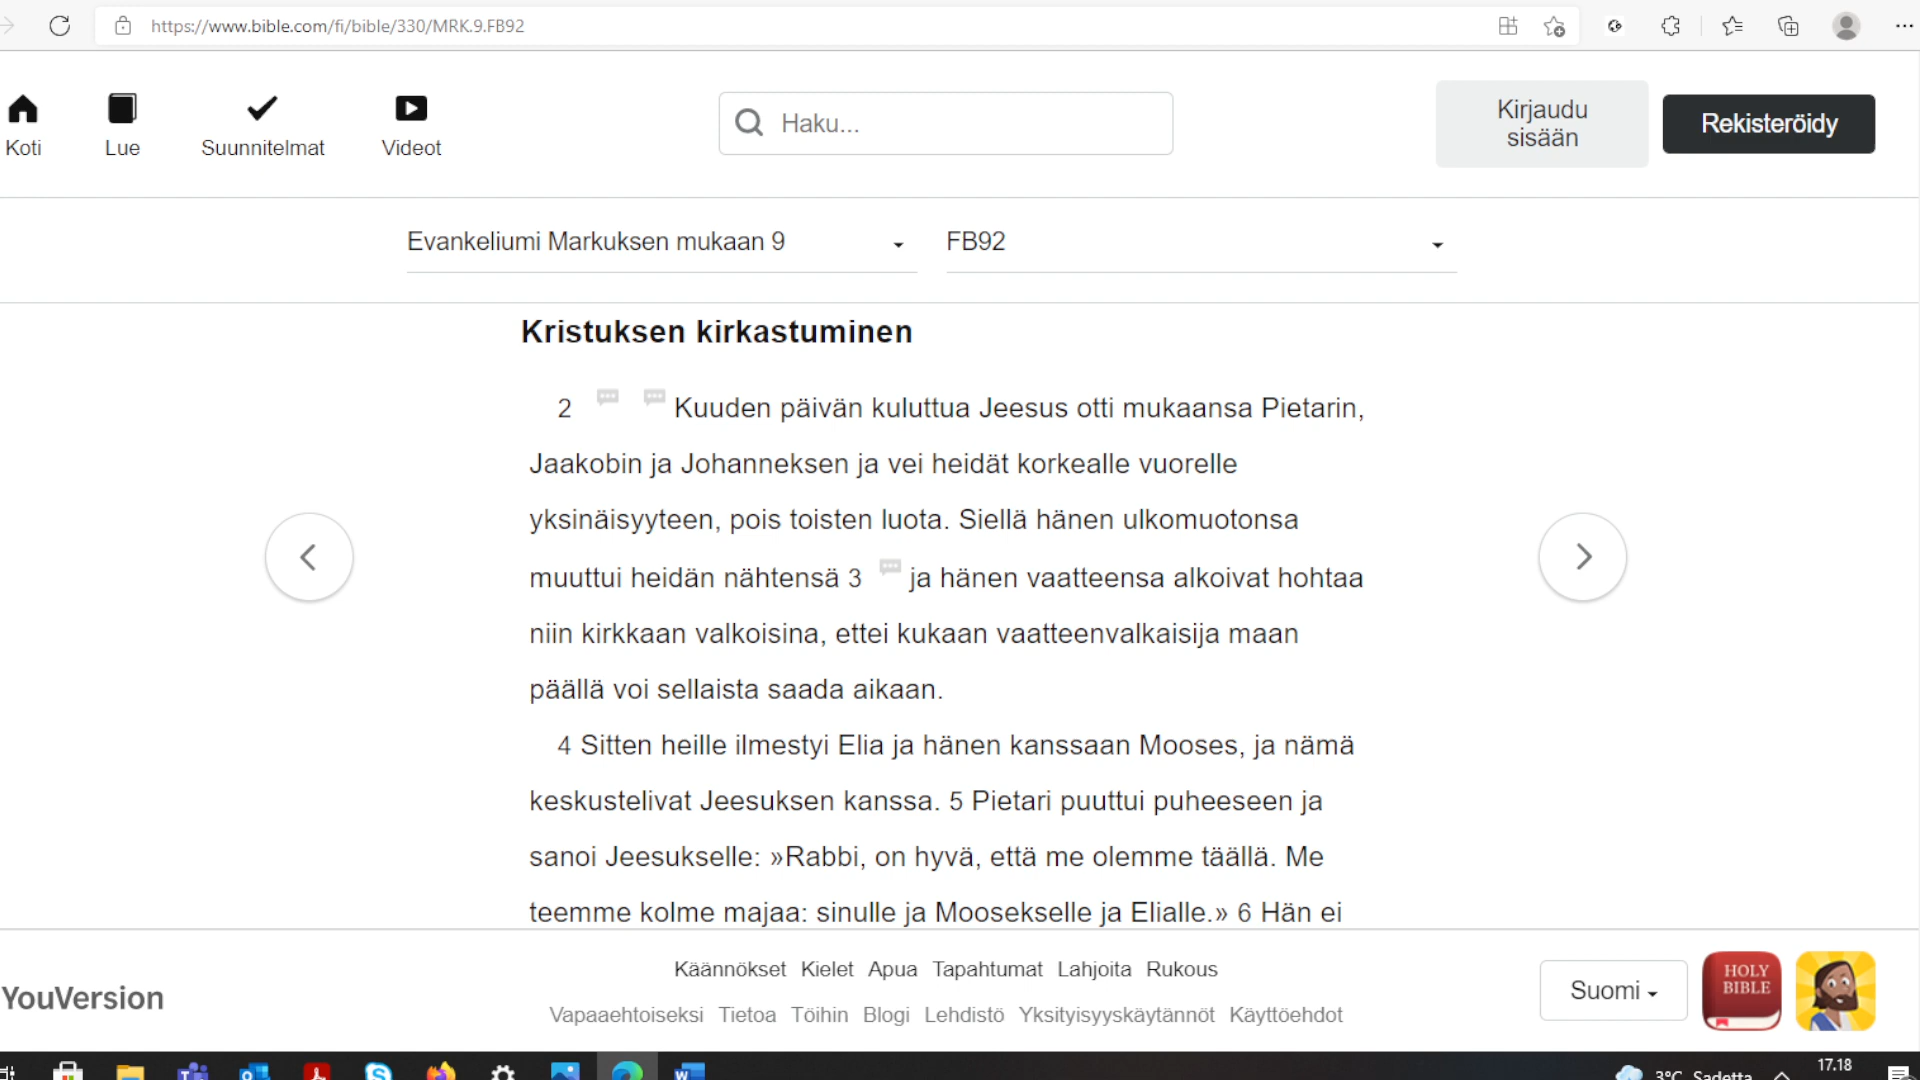 https://www.bible.com/fi/bible/330/MRK.9.FB92
Koti
Lue
Suunnitelmat
Videot
Haku...
Kirjaudu
sisään
Rekisteröidy
Evankeliumi Markuksen mukaan 9
FB92
Kristuksen kirkastuminen
2 Kuuden päivän kuluttua Jeesus otti mukaansa Pietarin,
Jaakobin ja Johanneksen ja vei heidät korkealle vuorelle
yksinäisyyteen, pois toisten luota. Siellä hänen ulkomuotonsa
muuttui heidän nähtensä 3 ja hänen vaatteensa alkoivat hohtaa
niin kirkkaan valkoisina, ettei kukaan vaatteenvalkaisija maan
päällä voi sellaista saada aikaan.
4 Sitten heille ilmestyi Elia ja hänen kanssaan Mooses, ja nämä
keskustelivat Jeesuksen kanssa. 5 Pietari puuttui puheeseen ja
sanoi Jeesukselle: »Rabbi, on hyvä, että me olemme täällä. Me
teemme kolme majaa: sinulle ja Moosekselle ja Elialle.» 6 Hän ei
Käännökset Kielet Apua Tapahtumat Lahjoita Rukous
YouVersion
Vapaaehtoiseksi Tietoa Töihin Blogi Lehdistö Yksityisyyskäytännöt Käyttöehdot
Suomi
HOLY
BIBLE
3°C Sadetta
17.18